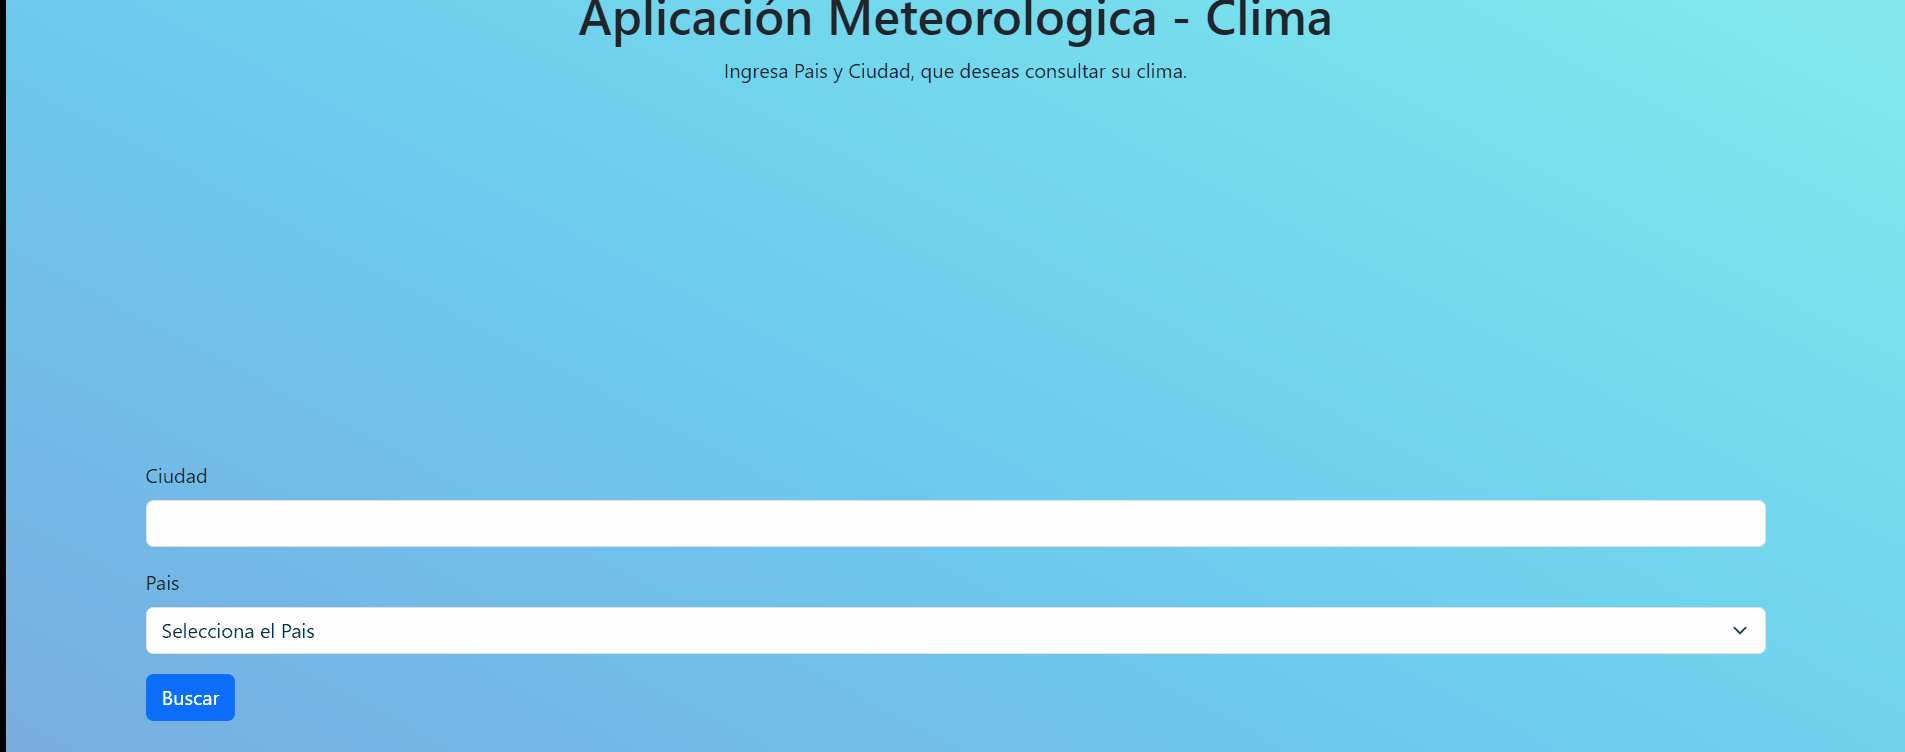 Aplicación Meteorologica - Clima
Ingresa Pais y Ciudad, que deseas consultar su clima.
Ciudad
Pais
Selecciona el Pais
Buscar